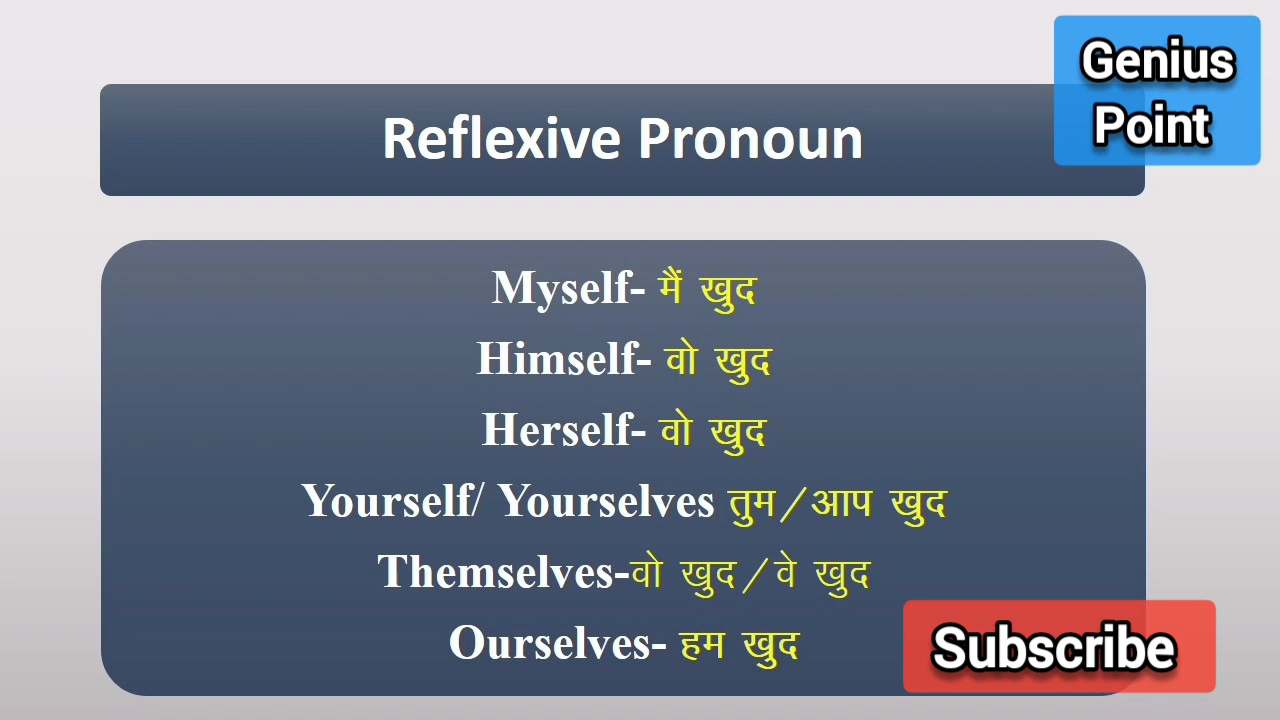 Genius
Point
Reflexive Pronoun
Myself- मैं खुद
Himself- वो खुद
Herself- वो खुद
Yourself/ Yourselves तुम/आप खुद
Themselves-वो खुद/वे खुद
Ourselves- हम खुद
Subscribe